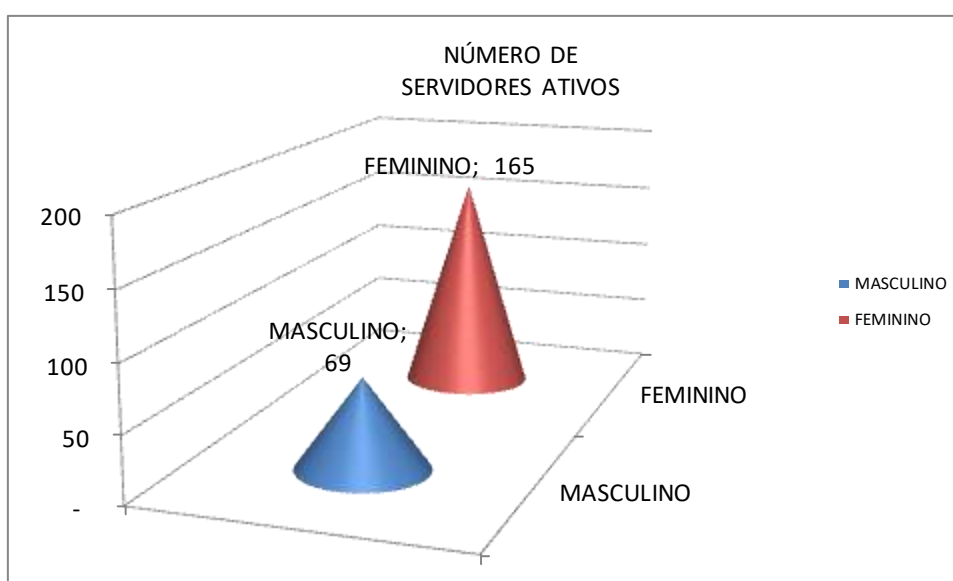 NÚMERO DE
SERVIDORES ATIVOS
FEMININO; 165
200
150
100
50
-
MASCULINO;
69
MASCULINO
FEMININO
FEMININO
MASCULINO